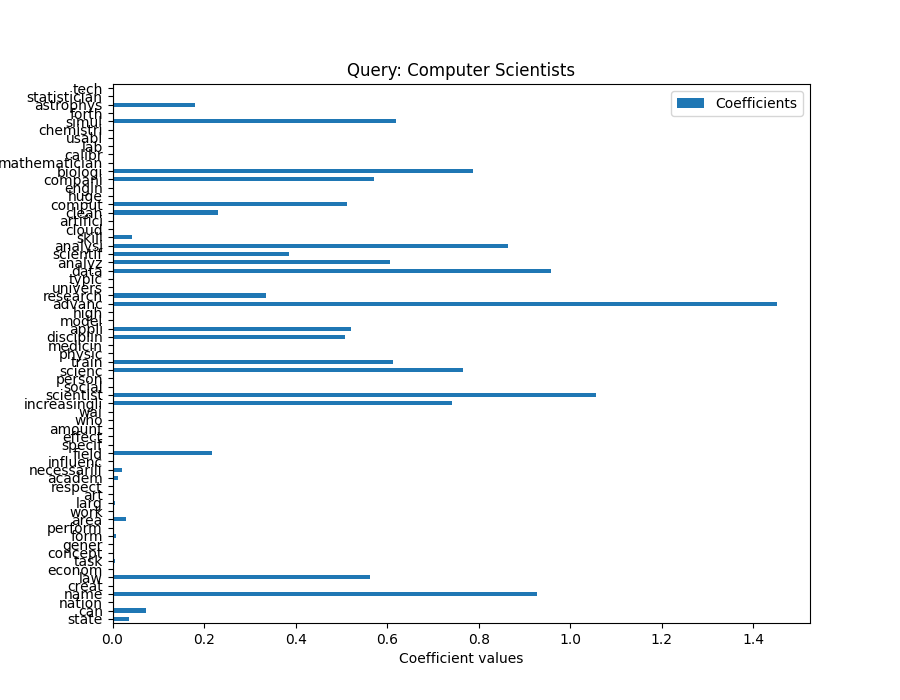 Query: Computer Scientists
Coefficients
tech
statistician
astrophys
forth
simul
chemistri
usabl
lab
calibr
mathematician
biologi
compani
engin
huge
comput
clean
artifici
cloud
skill
analysi
scientif
analyz
data
typic
univers
research
advanc
high
model
appli
disciplin
medicin
physic
train
scienc
person
social
scientist
increasingli
wai
who
amount
effect
specif
field
influenc
necessarili
academ
respect
art
larg
work
area
perform
form
gener
concept
task
econom
law
creat
name
nation
can
state
0.0 0.2 0.4 0.6 0.8 1.0 1.2 1.4
Coefficient values